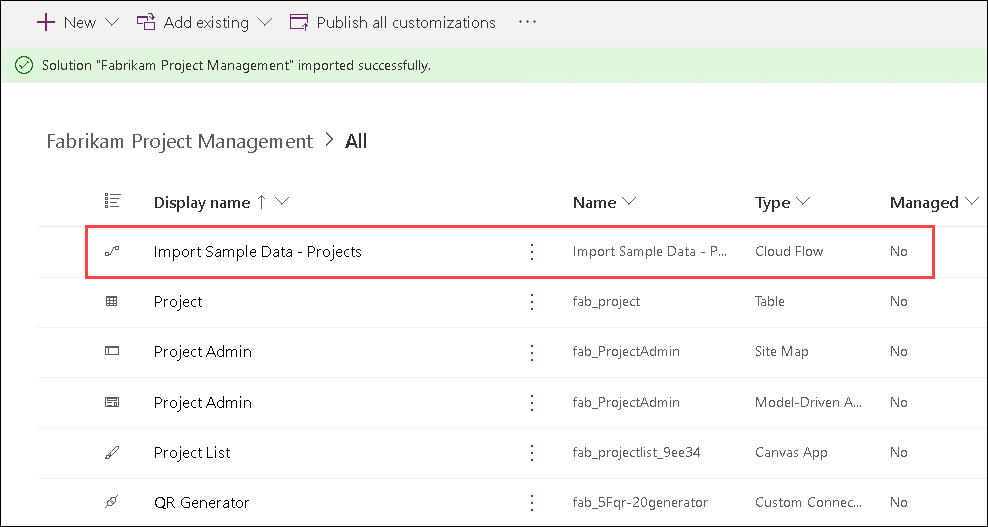 New Add existing Publish all customizations ...
Solution "Fabrikam Project Management" imported successfully.
Fabrikam Project Management > All
Display name ↑ Name Type Managed
Import Sample Data - Projects Import Sample Data - P... Cloud Flow No
Project fab_project Table No
Project Admin fab_ProjectAdmin Site Map No
Project Admin fab_ProjectAdmin Model-Driven A... No
Project List fab_projectlist_9ee34 Canvas App No
QR Generator fab_5Fqr-20generator Custom Connec... No